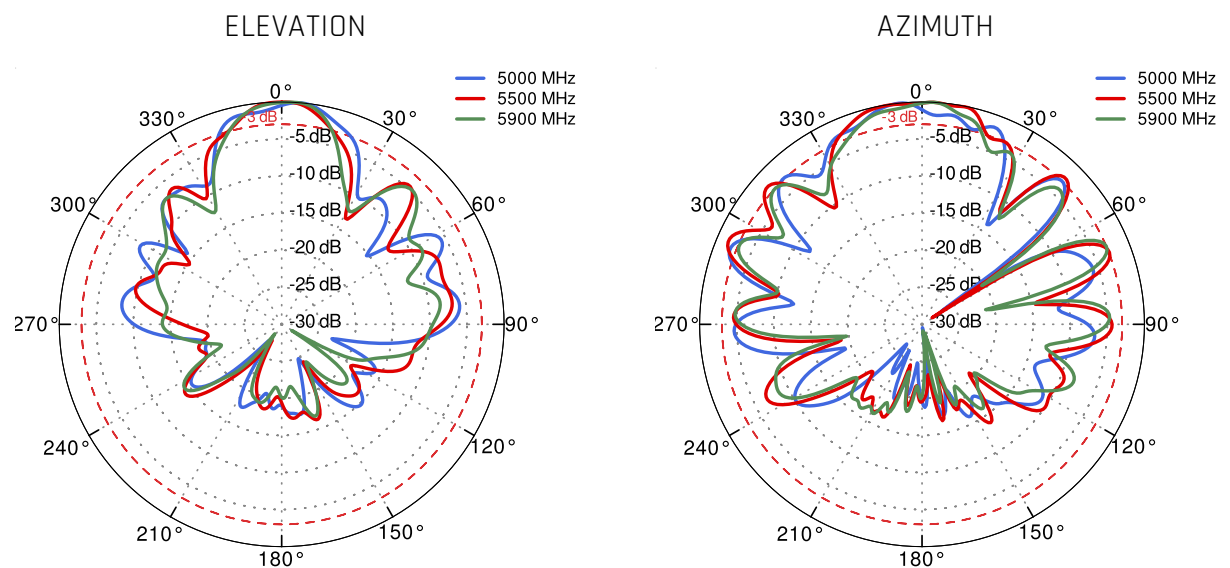 ELEVATION
5000 MHz
5500 MHz
5900 MHz
0°
30°
60°
90°
120°
150°
180°
210°
240°
270°
300°
330°
-3 dB
-5 dB
-10 dB
-15 dB
-20 dB
-25 dB
-30 dB
AZIMUTH
5000 MHz
5500 MHz
5900 MHz
0°
30°
60°
90°
120°
150°
180°
210°
240°
270°
300°
330°
-3 dB
-5 dB
-10 dB
-15 dB
-20 dB
-25 dB
-30 dB